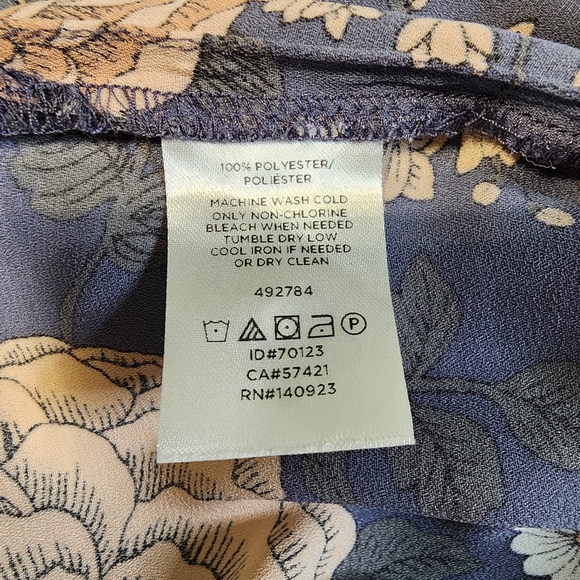 100% POLYESTER/
POLIÉSTER
MACHINE WASH COLD
ONLY NON-CHLORINE
BLEACH WHEN NEEDED
TUMBLE DRY LOW
COOL IRON IF NEEDED
OR DRY CLEAN
492784
P
ID#70123
CA#57421
RN#140923